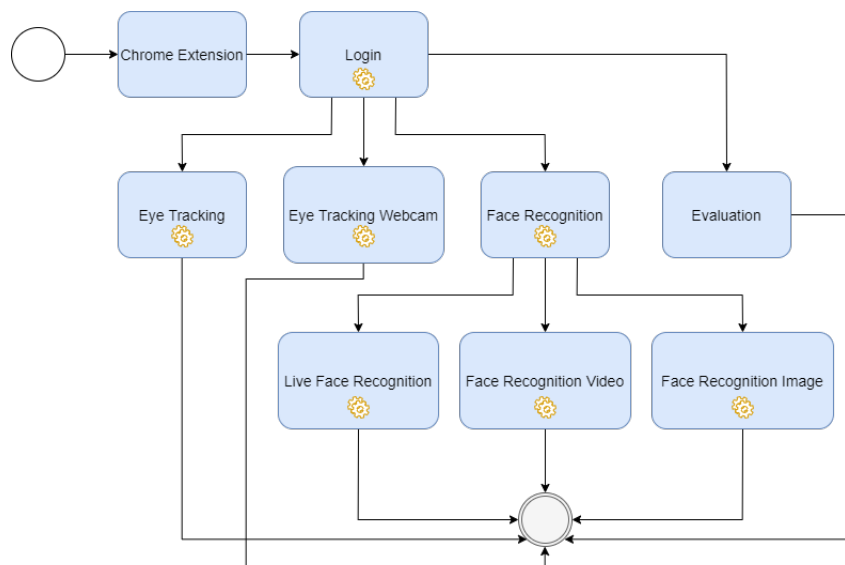 Chrome Extension
Login
Eye Tracking
Eye Tracking Webcam
Face Recognition
Evaluation
Live Face Recognition
Face Recognition Video
Face Recognition Image